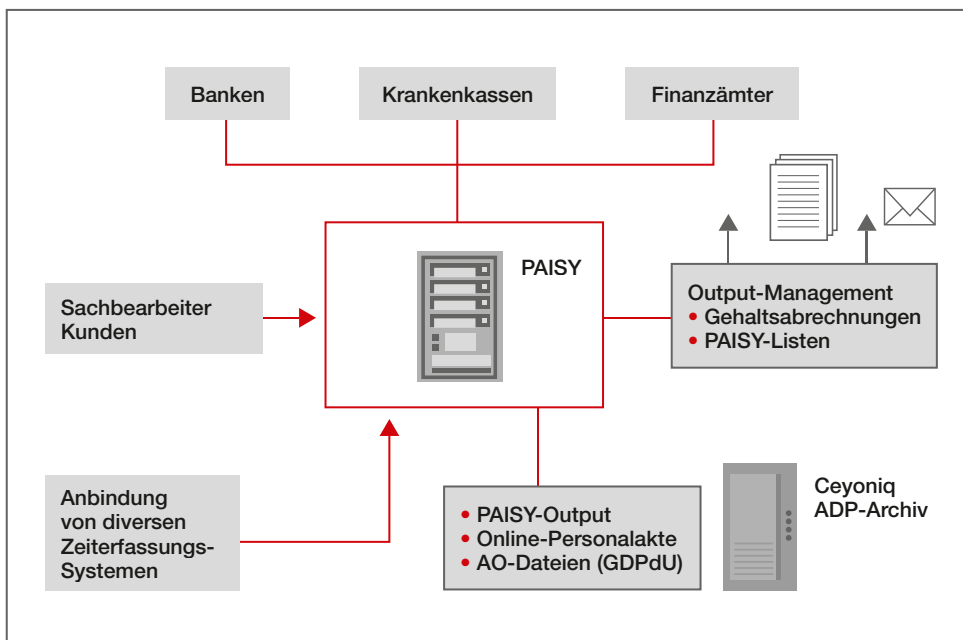 Banken
Krankenkassen
Finanzämter
PAISY
Sachbearbeiter
Kunden
Output-Management
• Gehaltsabrechnungen
• PAISY-Listen
Anbindung
von diversen
Zeiterfassungs-
Systemen
• PAISY-Output
• Online-Personalakte
• AO-Dateien (GDPdU)
Ceyoniq
ADP-Archiv